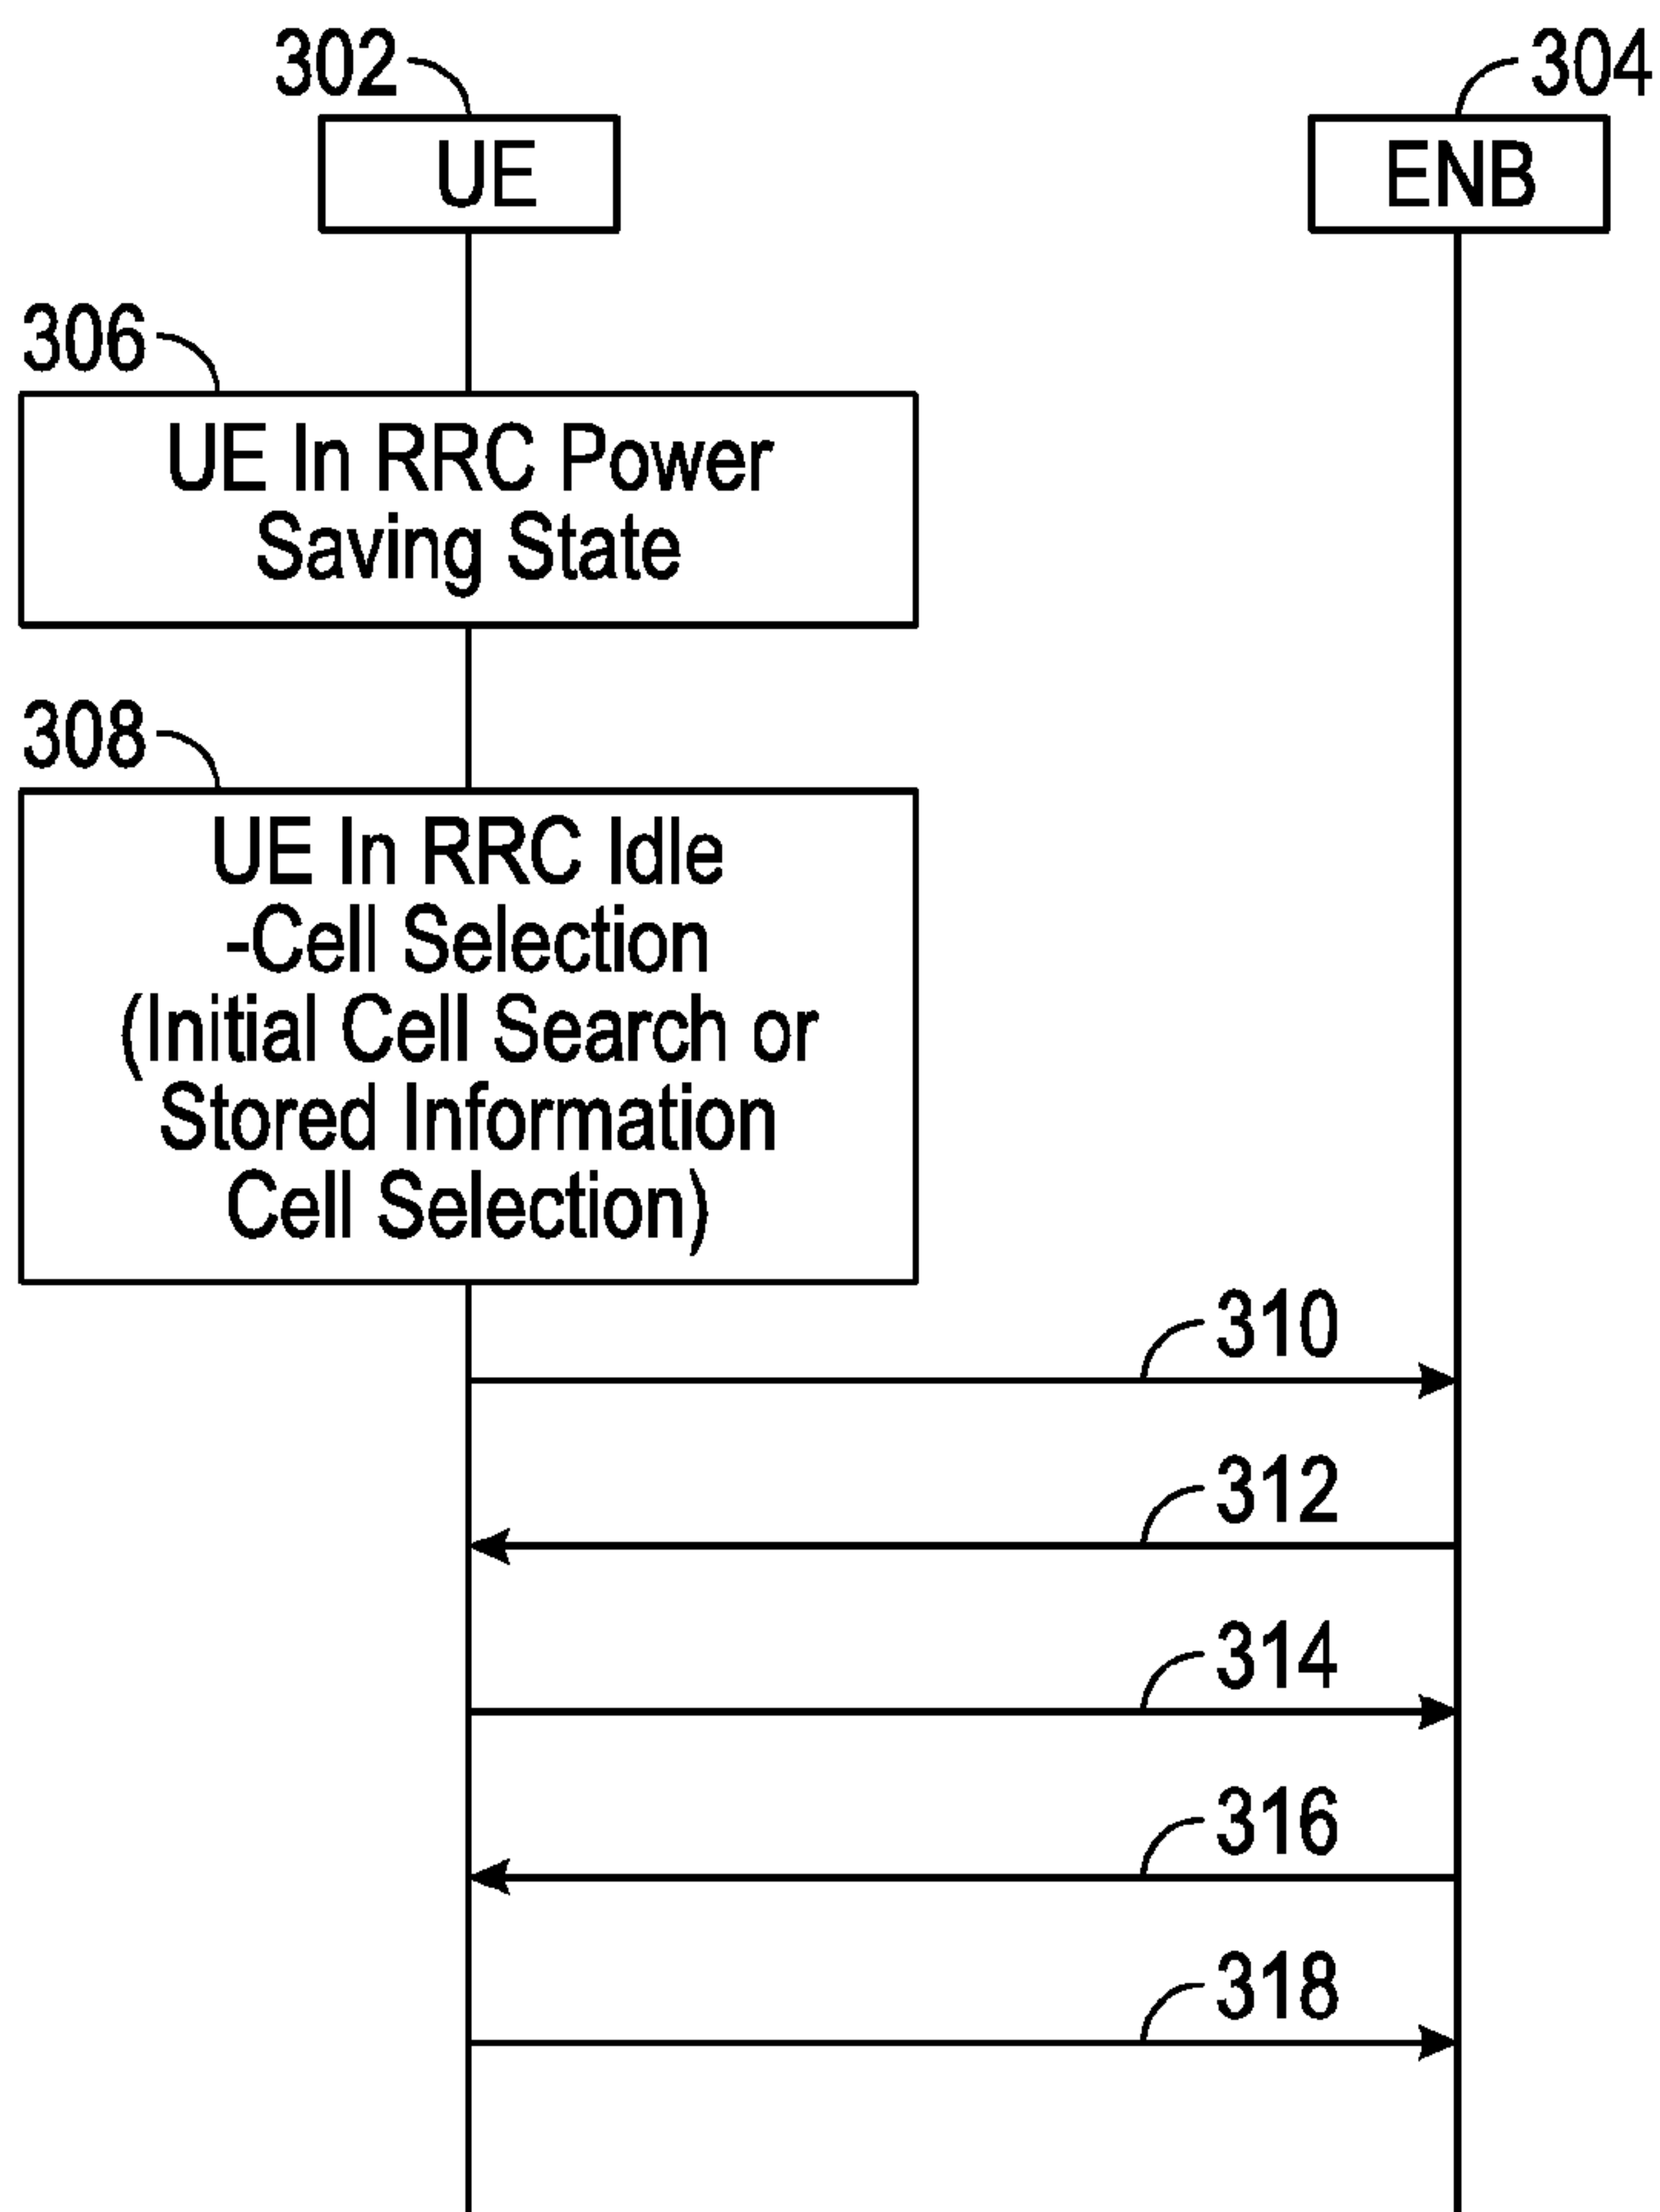 302
304
UE
ENB
306
UE In RRC Power
Saving State
308
UE In RRC Idle
-Cell Selection
(Initial Cell Search or
Stored Information
Cell Selection)
310
312
314
316
318